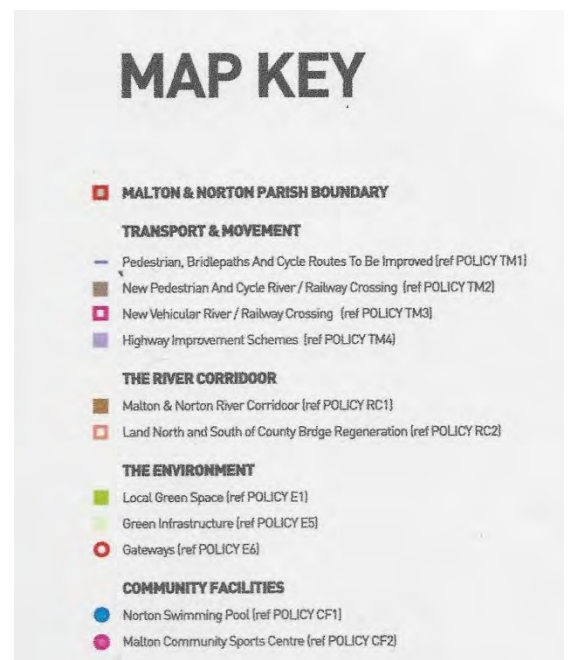 MAP KEY
MALTON & NORTON PARISH BOUNDARY
TRANSPORT & MOVEMENT
Pedestrian, Bridlepaths And Cycle Routes To Be Improved (ref POLICY TM1)
New Pedestrian And Cycle River / Railway Crossing (ref POLICY TM2)
New Vehicular River / Railway Crossing (ref POLICY TM3)
Highway Improvement Schemes (ref POLICY TM4)
THE RIVER CORRIDOOR
Malton & Norton River Corridoor (ref POLICY RC1)
Land North and South of County Brdge Regeneration (ref POLICY RC2)
THE ENVIRONMENT
Local Green Space (ref POLICY E1)
Green Infrastructure (ref POLICY E5)
Gateways (ref POLICY E6)
COMMUNITY FACILITIES
Norton Swimming Pool (ref POLICY CF1)
Malton Community Sports Centre (ref POLICY CF2)